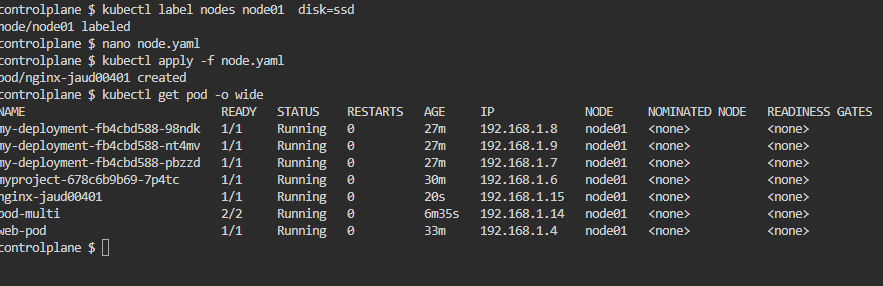 controlplane $ kubectl label nodes node01  disk=ssd
node/node01 labeled
controlplane $ nano node.yaml
controlplane $ kubectl apply -f node.yaml
pod/nginx-jaud00401 created
controlplane $ kubectl get pod -o wide
NAME                            READY   STATUS    RESTARTS   AGE     IP             NODE     NOMINATED NODE   READINESS GATES
my-deployment-fb4cbd588-98ndk   1/1     Running   0          27m     192.168.1.8    node01   <none>           <none>
my-deployment-fb4cbd588-nt4mv   1/1     Running   0          27m     192.168.1.9    node01   <none>           <none>
my-deployment-fb4cbd588-pbzzd   1/1     Running   0          27m     192.168.1.7    node01   <none>           <none>
myproject-678c6b9b69-7p4tc      1/1     Running   0          30m     192.168.1.6    node01   <none>           <none>
nginx-jaud00401                 1/1     Running   0          20s     192.168.1.15   node01   <none>           <none>
pod-multi                       2/2     Running   0          6m35s   192.168.1.14   node01   <none>           <none>
web-pod                         1/1     Running   0          33m     192.168.1.4    node01   <none>           <none>
controlplane $